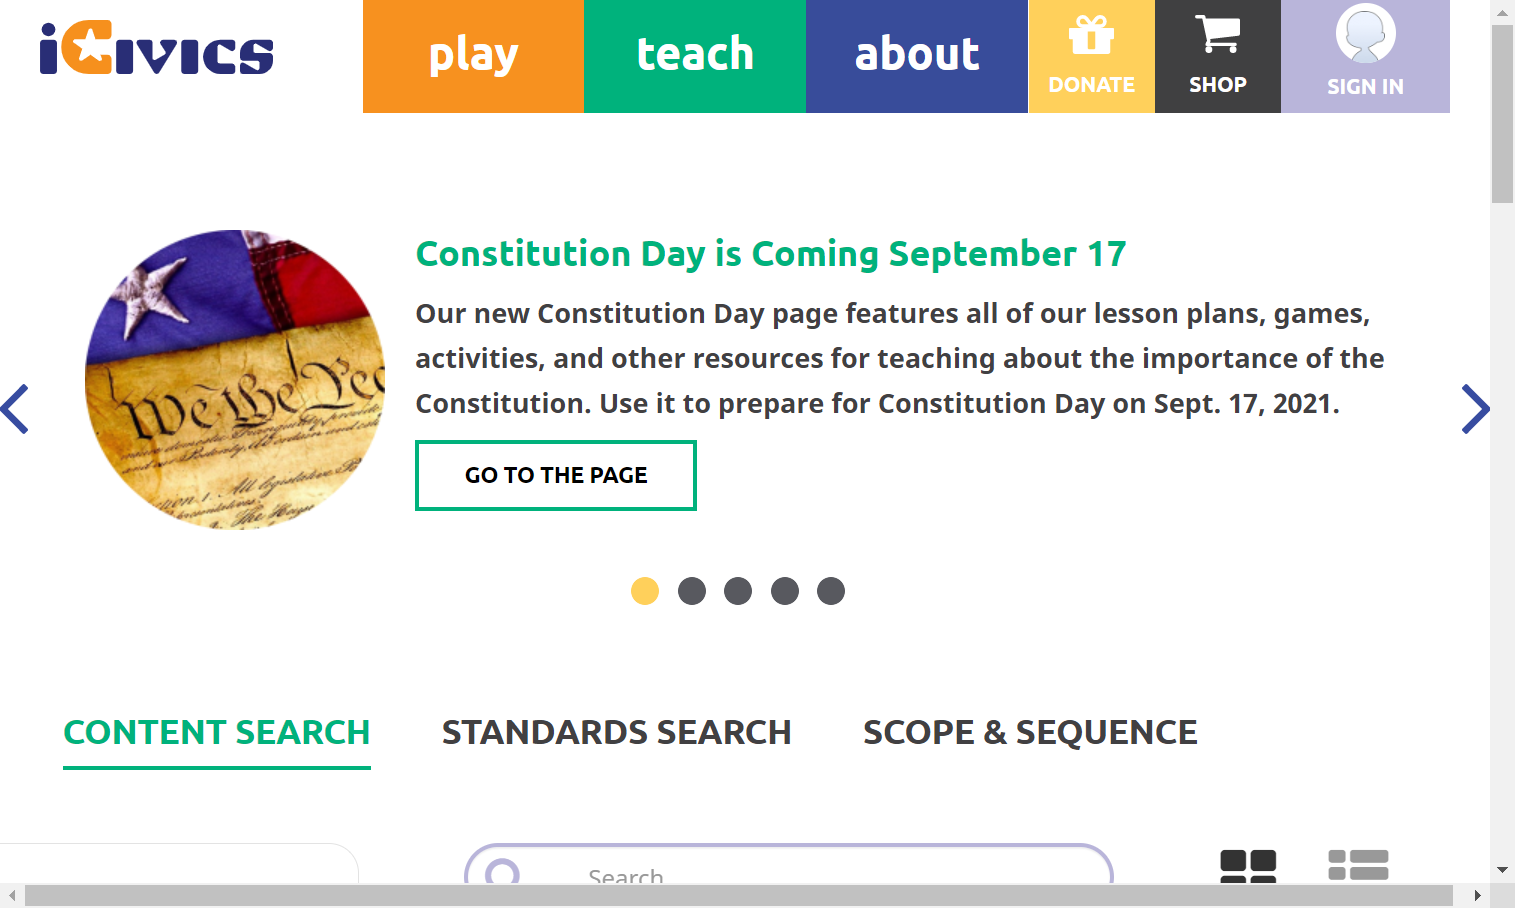 iCivics
play
teach
about
DONATE
SHOP
SIGN IN
Constitution Day is Coming September 17
Our new Constitution Day page features all of our lesson plans, games,
activities, and other resources for teaching about the importance of the
Constitution. Use it to prepare for Constitution Day on Sept. 17, 2021.
We the Peo
GO TO THE PAGE
CONTENT SEARCH
STANDARDS SEARCH
SCOPE & SEQUENCE
Search